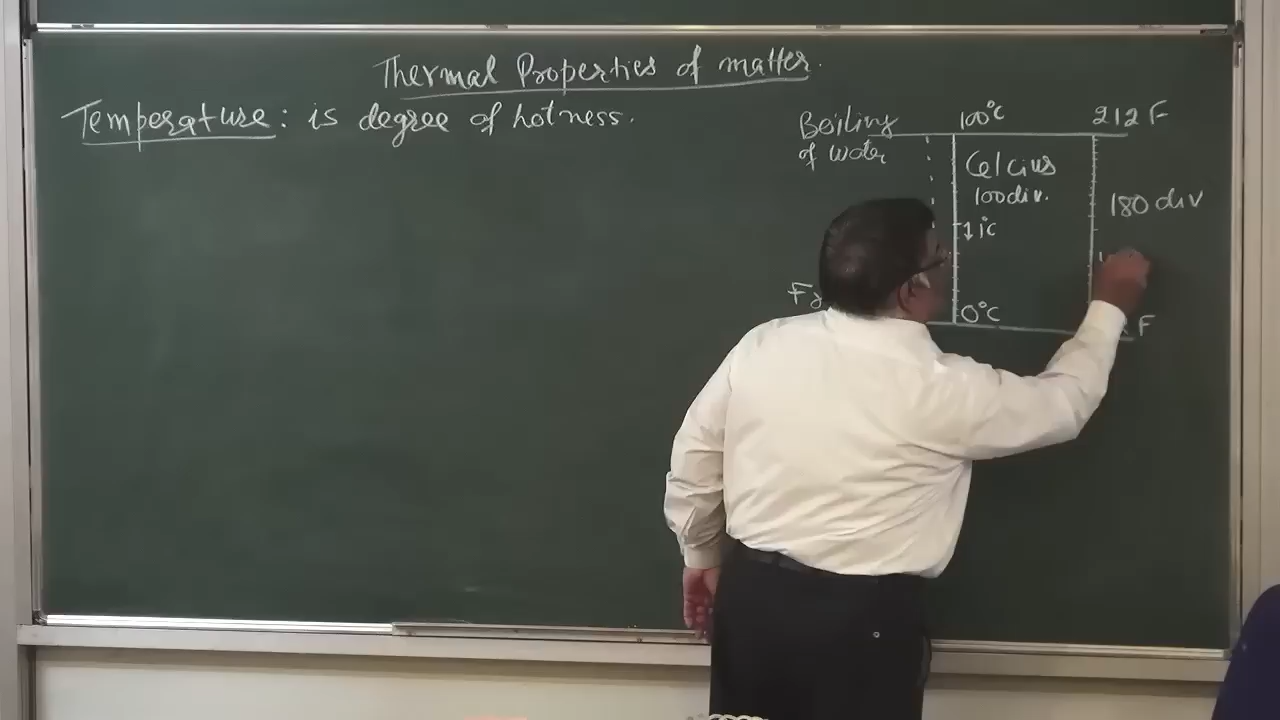 Thermal Properties of matter.
Temperature: is degree of hotness.
Boiling
of Water
100°C
212 F
Celcius
100div.
180 div
1°C
0°C
F